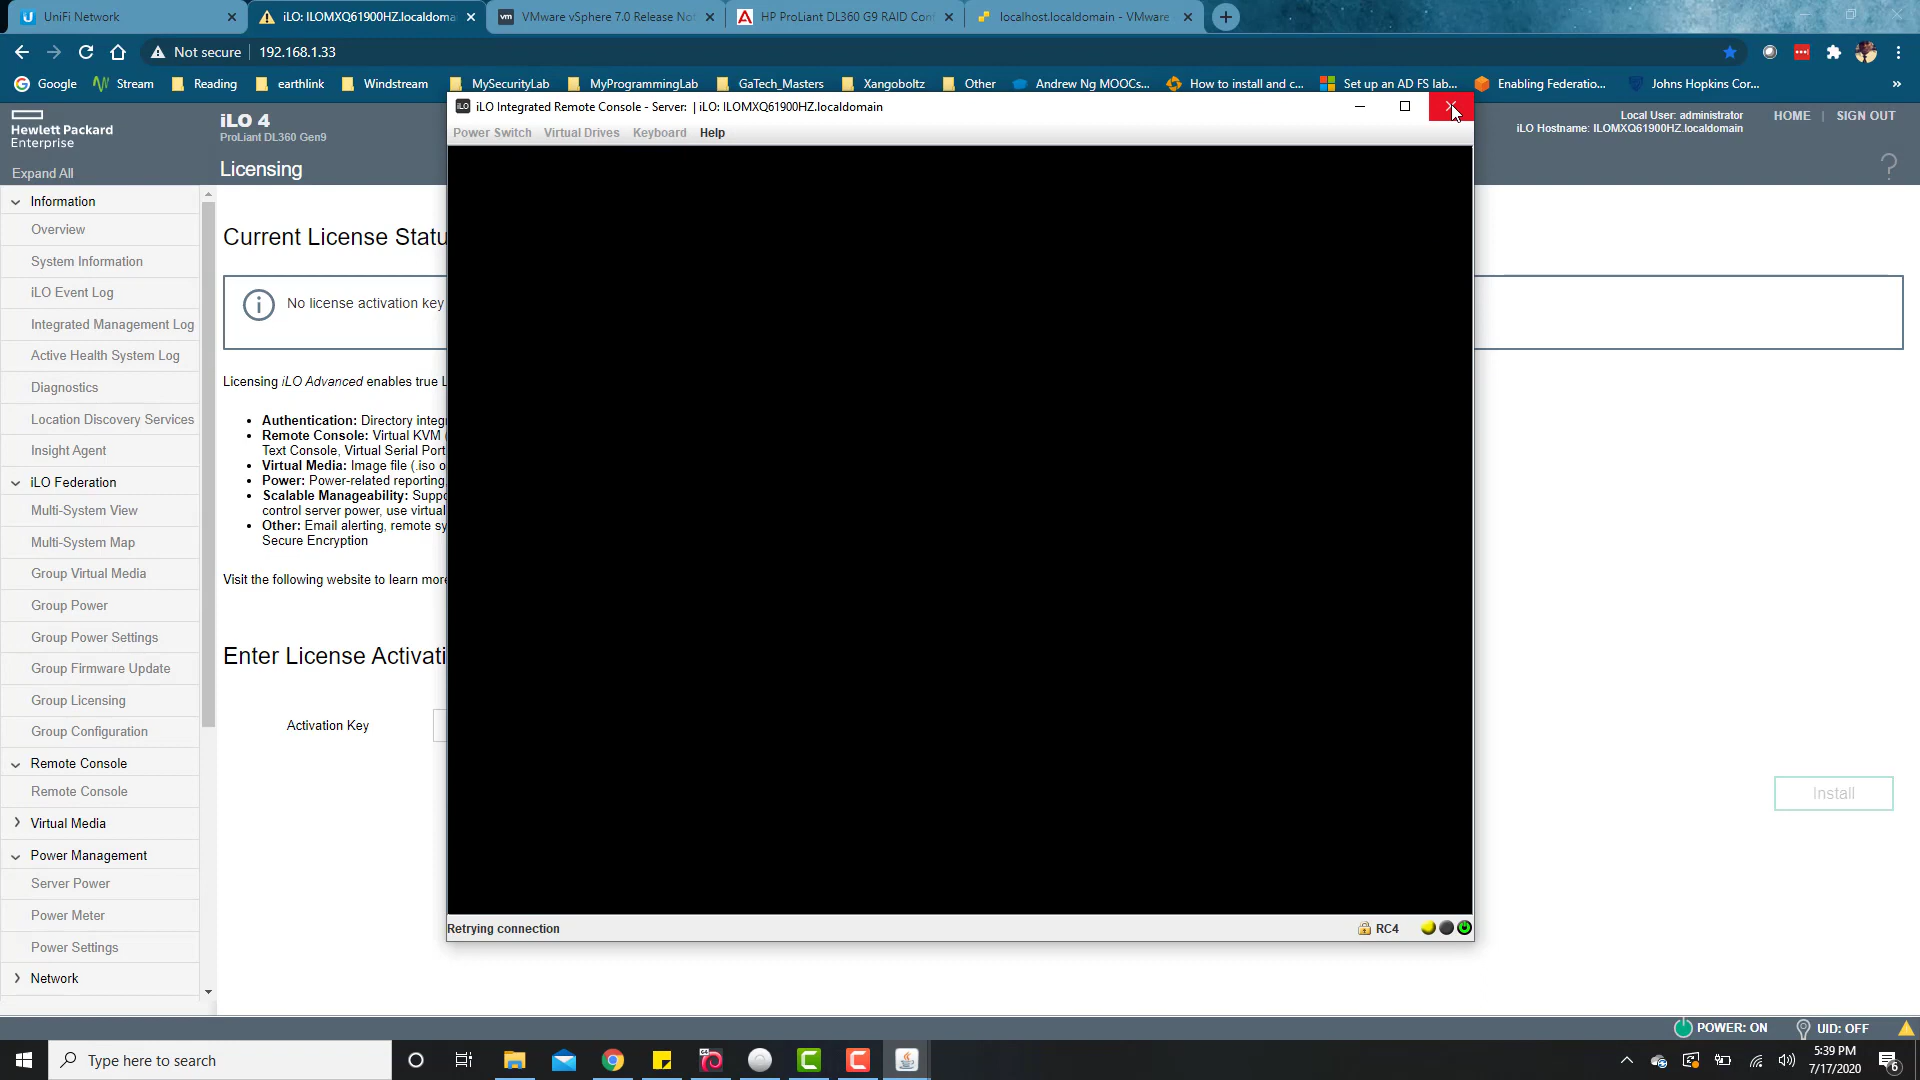 UniFi Network
iLO: ILOMXQ61900HZ.localdoma
VMware vSphere 7.0 Release Not
HP ProLiant DL360 G9 RAID Cont
localhost.localdomain - VMware
Not secure
192.168.1.33
Google
Stream
Reading
earthlink
Windstream
MySecurityLab
MyProgrammingLab
GaTech_Masters
Xangoboltz
Other
Andrew Ng MOOCs...
How to install and c...
Set up an AD FS lab...
Enabling Federatio...
Johns Hopkins Cor...
Hewlett Packard
Enterprise
iLO 4
ProLiant DL360 Gen9
Expand All
Licensing
Local User: administrator
iLO Hostname: ILOMXQ61900HZ.localdomain
HOME
SIGN OUT
iLO Integrated Remote Console - Server: | iLO: ILOMXQ61900HZ.localdomain
Power Switch
Virtual Drives
Keyboard
Help
Information
Overview
System Information
iLO Event Log
Integrated Management Log
Active Health System Log
Diagnostics
Location Discovery Services
Insight Agent
iLO Federation
Multi-System View
Multi-System Map
Group Virtual Media
Group Power
Group Power Settings
Group Firmware Update
Group Licensing
Group Configuration
Remote Console
Remote Console
Virtual Media
Power Management
Server Power
Power Meter
Power Settings
Network
Current License Statu
No license activation key
Licensing iLO Advanced enables true L
Authentication: Directory integ
Remote Console: Virtual KVM (
Text Console, Virtual Serial Port
Virtual Media: Image file (.iso o
Power: Power-related reporting,
Scalable Manageability: Suppo
control server power, use virtual
Other: Email alerting, remote sy
Secure Encryption
Visit the following website to learn more
Enter License Activati
Activation Key
Install
Retrying connection
RC4
POWER: ON
UID: OFF
Type here to search
5:39 PM
7/17/2020
6